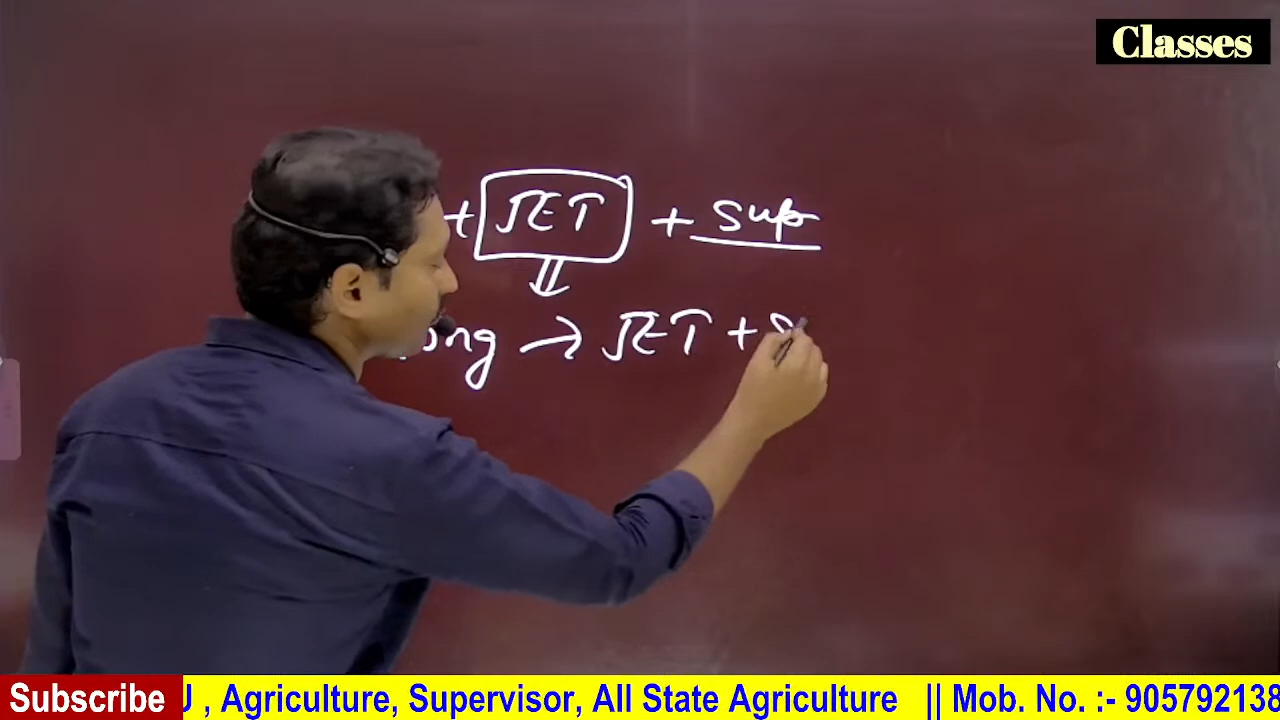 Classes
+ JET + Sup
ong → JET + S
Subscribe J , Agriculture, Supervisor, All State Agriculture || Mob. No. :- 905792138